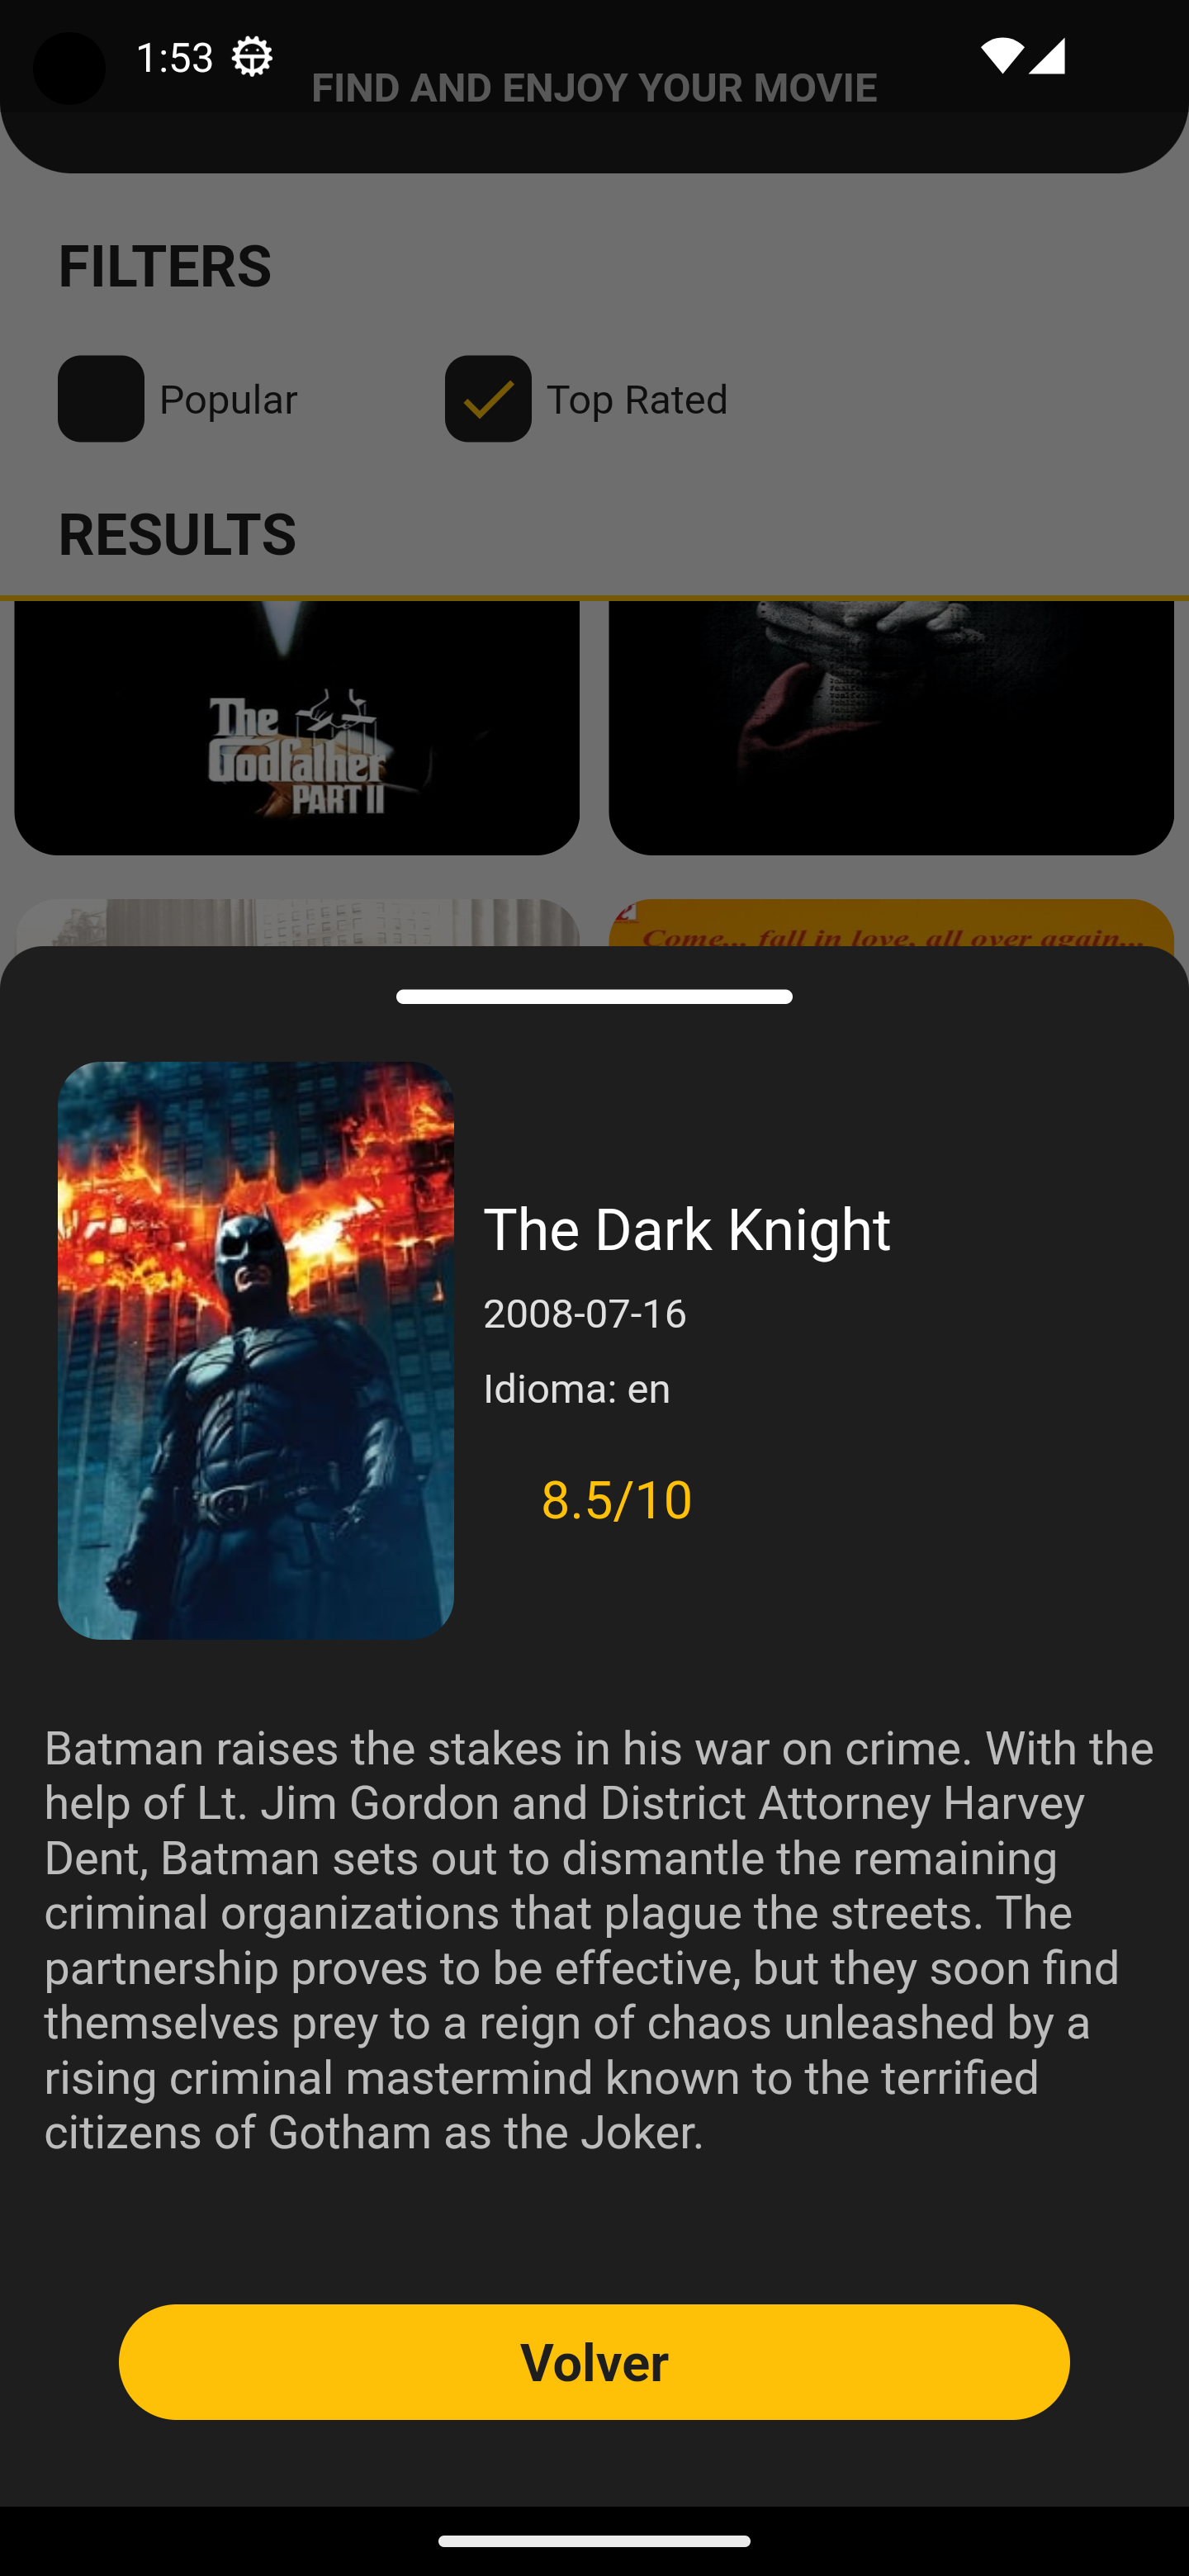 1:53
FIND AND ENJOY YOUR MOVIE
FILTERS
Popular
Top Rated
RESULTS
The
Godfather
PART II
Come... fall in love, all over again...
The Dark Knight
2008-07-16
Idioma: en
8.5/10
Batman raises the stakes in his war on crime. With the
help of Lt. Jim Gordon and District Attorney Harvey
Dent, Batman sets out to dismantle the remaining
criminal organizations that plague the streets. The
partnership proves to be effective, but they soon find
themselves prey to a reign of chaos unleashed by a
rising criminal mastermind known to the terrified
citizens of Gotham as the Joker.
Volver